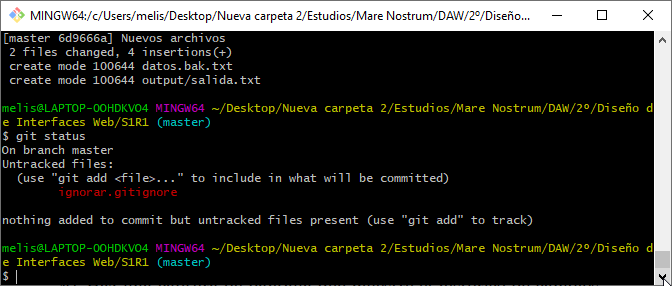 MINGW64:/c/Users/melis/Desktop/Nueva carpeta 2/Estudios/Mare Nostrum/DAW/2º/Diseño...
[master 6d9666a] Nuevos archivos
 2 files changed, 4 insertions(+)
 create mode 100644 datos.bak.txt
 create mode 100644 output/salida.txt
melis@LAPTOP-OOHDKVO4 MINGW64 ~/Desktop/Nueva carpeta 2/Estudios/Mare Nostrum/DAW/2º/Diseño d
e Interfaces Web/S1R1 (master)
$ git status
On branch master
Untracked files:
  (use "git add <file>..." to include in what will be committed)
        ignorar.gitignore
nothing added to commit but untracked files present (use "git add" to track)
melis@LAPTOP-OOHDKVO4 MINGW64 ~/Desktop/Nueva carpeta 2/Estudios/Mare Nostrum/DAW/2º/Diseño d
e Interfaces Web/S1R1 (master)
$